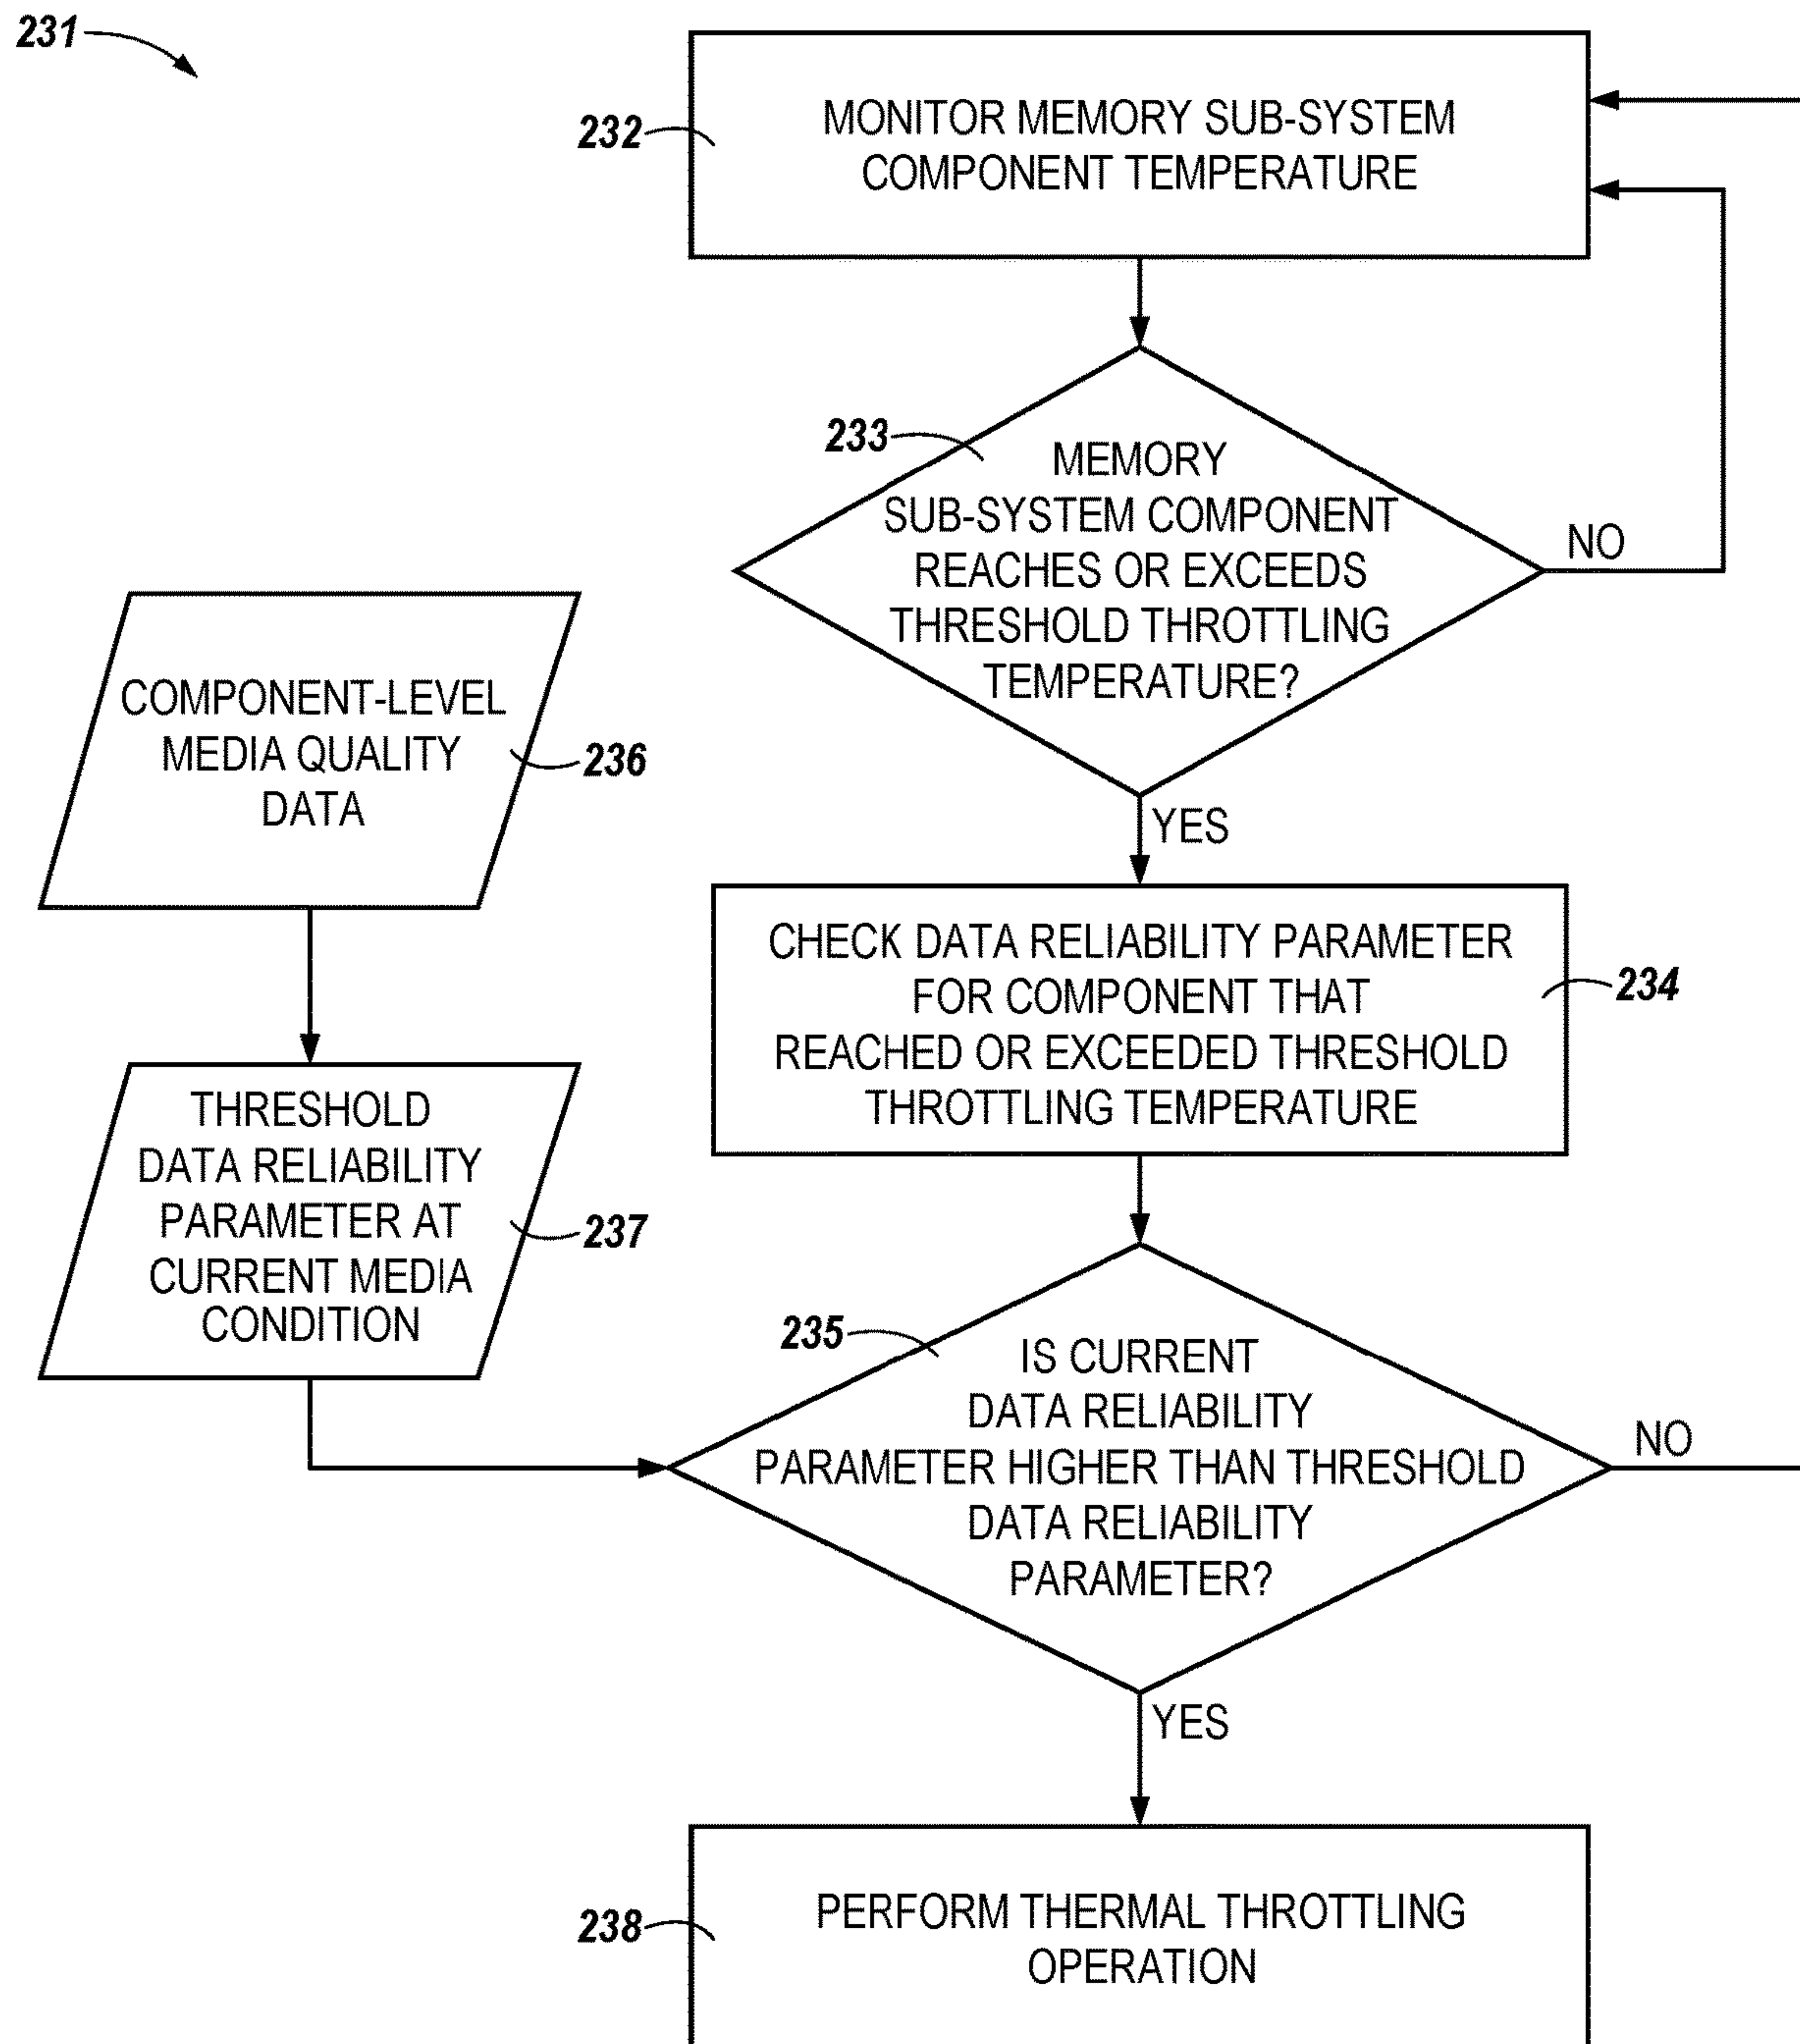 231
232
MONITOR MEMORY SUB-SYSTEM
COMPONENT TEMPERATURE
233
MEMORY
SUB-SYSTEM COMPONENT
REACHES OR EXCEEDS
THRESHOLD THROTTLING
TEMPERATURE?
NO
YES
COMPONENT-LEVEL
MEDIA QUALITY
DATA
236
CHECK DATA RELIABILITY PARAMETER
FOR COMPONENT THAT
REACHED OR EXCEEDED THRESHOLD
THROTTLING TEMPERATURE
234
THRESHOLD
DATA RELIABILITY
PARAMETER AT
CURRENT MEDIA
CONDITION
237
235
IS CURRENT
DATA RELIABILITY
PARAMETER HIGHER THAN THRESHOLD
DATA RELIABILITY
PARAMETER?
NO
YES
238
PERFORM THERMAL THROTTLING
OPERATION